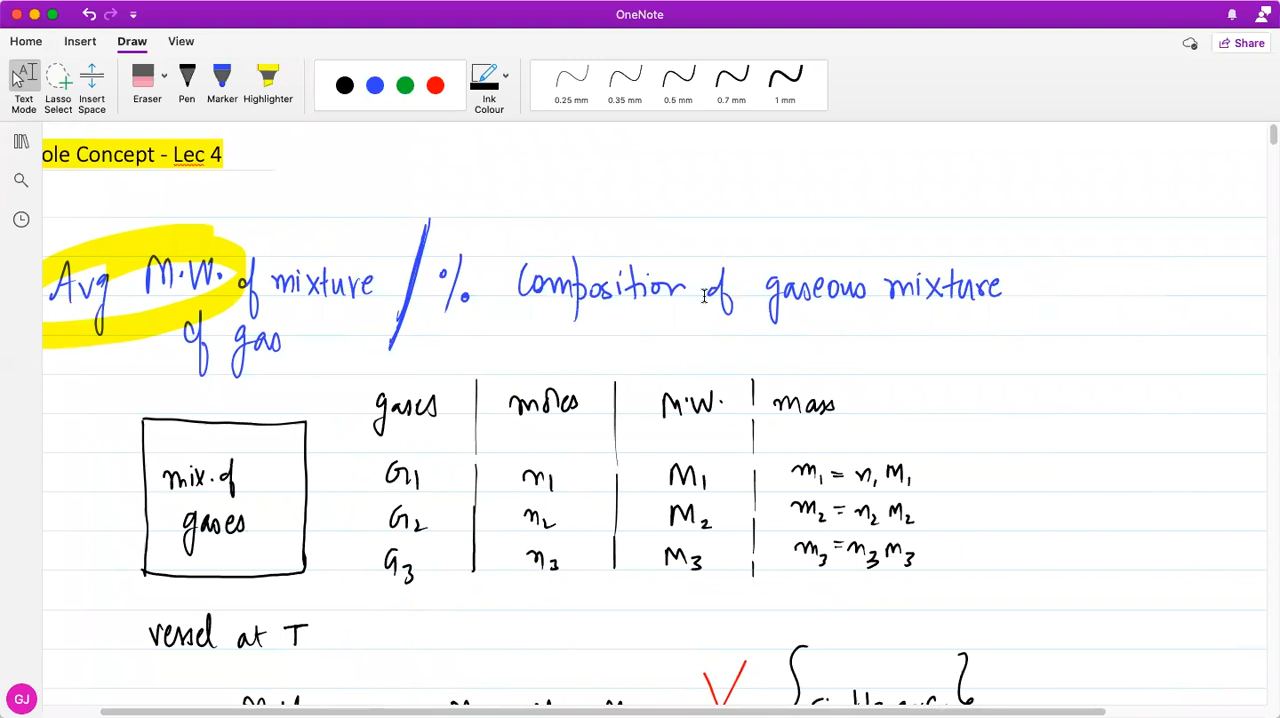 OneNote
Home Insert Draw View
Share
Text Mode
Lasso Select
Insert Space
Eraser
Pen
Marker
Highlighter
Ink Colour
0.25 mm 0.35 mm 0.5 mm 0.7 mm 1 mm
ole Concept - Lec 4
Avg M.W. of mixture / % Composition of gaseous mixture
of gas
gases moles M.W. mass
mix. of
gases
G1 n1 M1 m1 = n1 M1
G2 n2 M2 m2 = n2 M2
G3 n3 M3 m3 = n3 M3
vessel at T
GJ